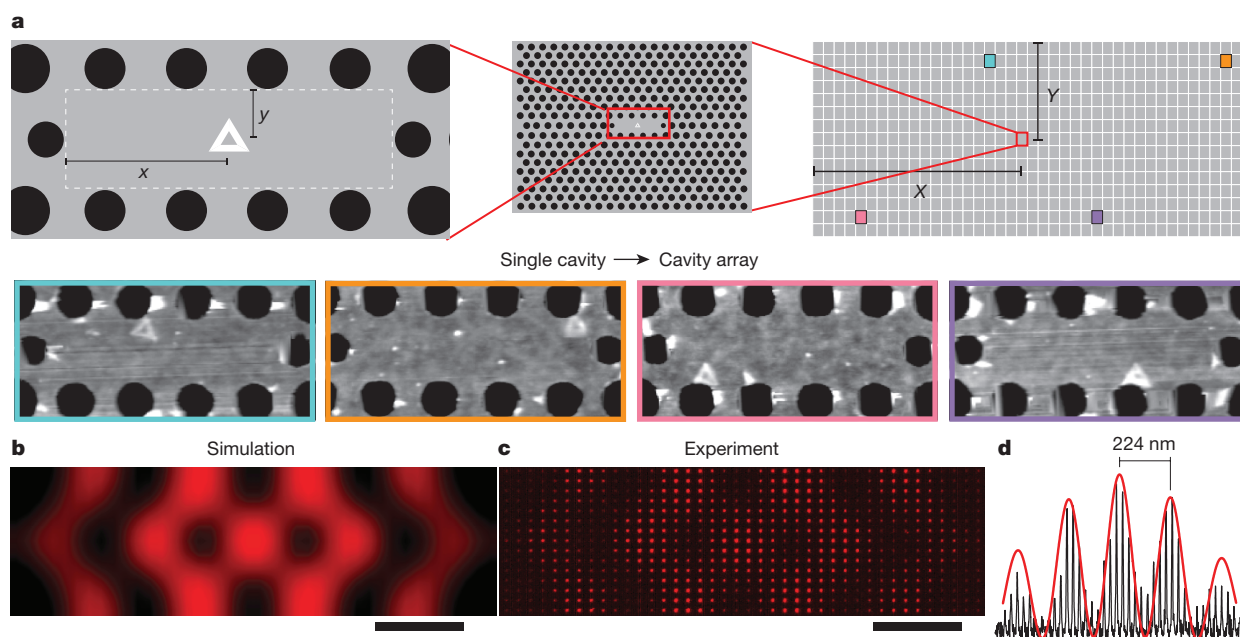 a
y
x
Y
X
Single cavity → Cavity array
b
Simulation
c
Experiment
d
224 nm